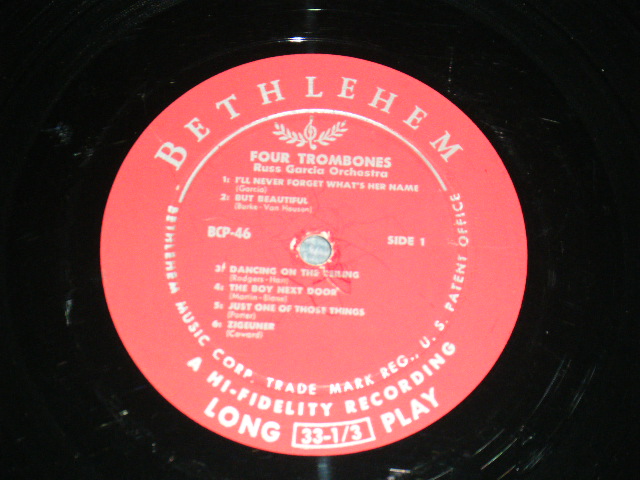 BETHLEHEM
FOUR TROMBONES
Russ Garcia Orchestra
1: I'LL NEVER FORGET WHAT'S HER NAME
(Garcia)
2: BUT BEAUTIFUL
(Burke-Van Heusen)
BCP-46
SIDE 1
3: DANCING ON THE CEILING
(Rodgers-Hart)
4: THE BOY NEXT DOOR
(Martin-Blane)
5: JUST ONE OF THOSE THINGS
(Porter)
6: ZIGEUNER
(Coward)
BETHLEHEM MUSIC CORP. TRADE MARK REG., U. S. PATENT OFFICE
A HI-FIDELITY RECORDING
LONG 33-1/3 PLAY